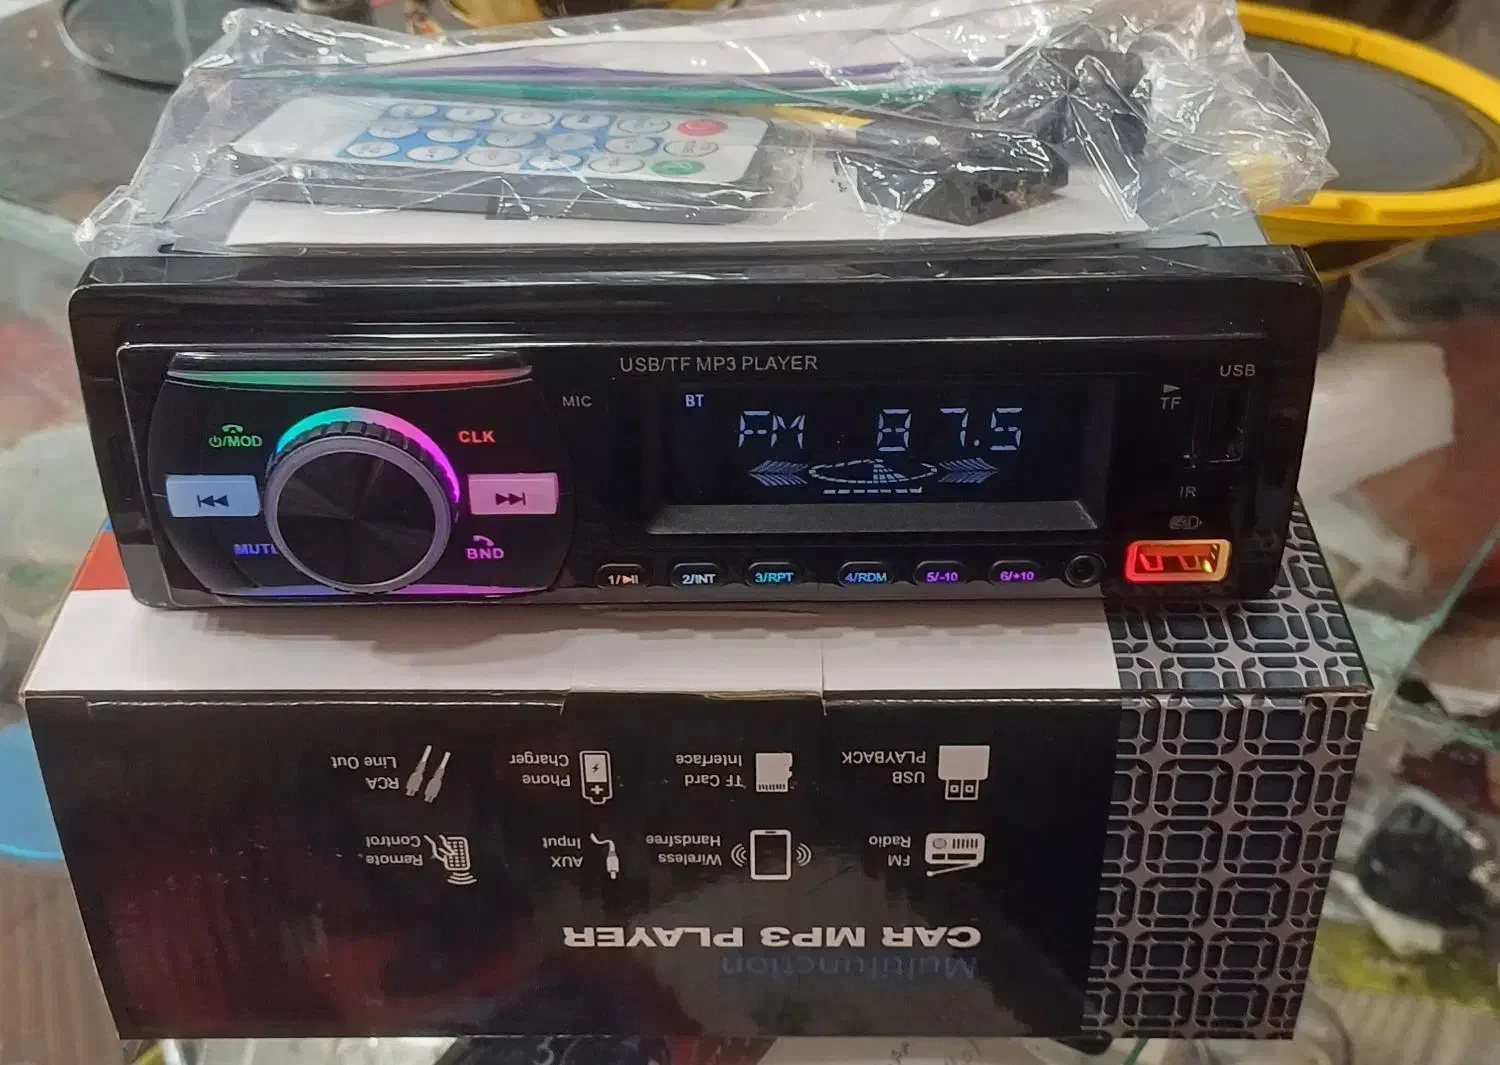 USB/TF MP3 PLAYER
USB
TF
MIC
BT
FM 87.5
/MOD
CLK
IR
MUTE
BND
1/
2/INT
3/RPT
4/RDM
5/-10
6/+10
Multifunction
CAR MP3 PLAYER
FM
Radio
Wireless
Handsfree
AUX
Input
Remote
Control
USB
PLAYBACK
TF Card
Interface
Phone
Charger
RCA
Line Out